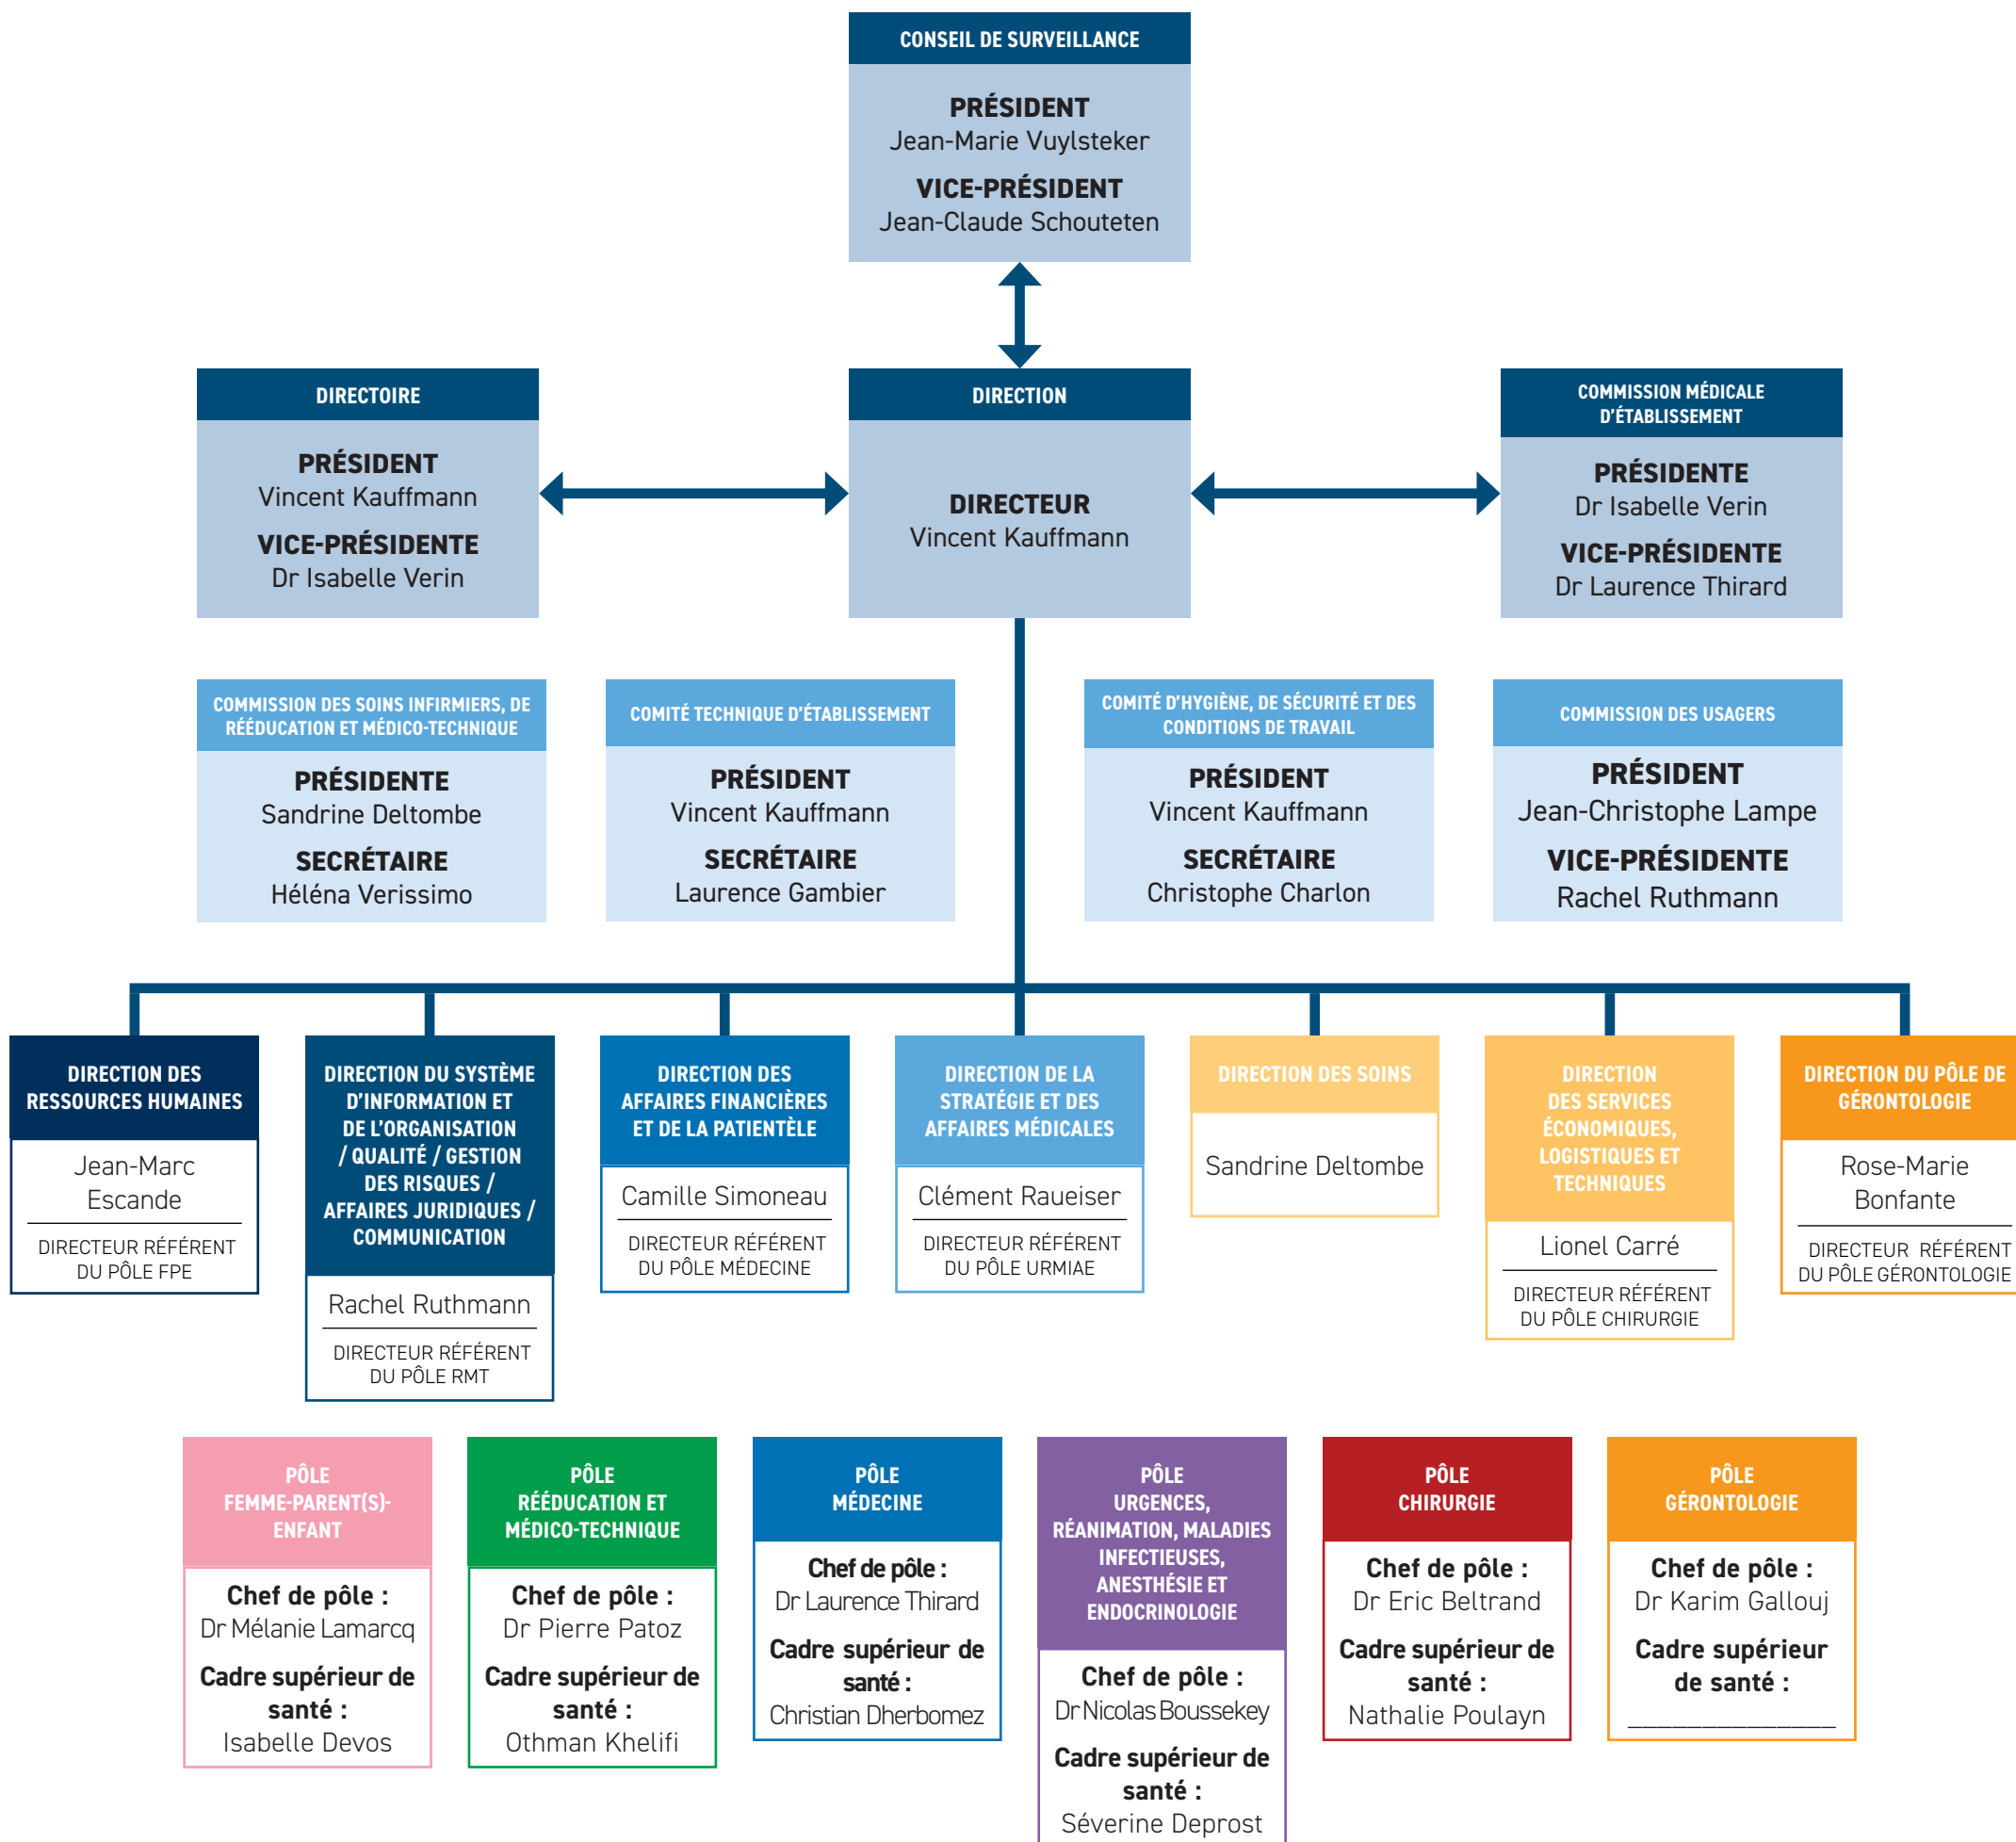 CONSEIL DE SURVEILLANCE
PRÉSIDENT
Jean-Marie Vuylsteker
VICE-PRÉSIDENT
Jean-Claude Schouteten
DIRECTOIRE
PRÉSIDENT
Vincent Kauffmann
VICE-PRÉSIDENTE
Dr Isabelle Verin
DIRECTION
DIRECTEUR
Vincent Kauffmann
COMMISSION MÉDICALE
D'ÉTABLISSEMENT
PRÉSIDENTE
Dr Isabelle Verin
VICE-PRÉSIDENTE
Dr Laurence Thirard
COMMISSION DES SOINS INFIRMIERS, DE
RÉÉDUCATION ET MÉDICO-TECHNIQUE
PRÉSIDENTE
Sandrine Deltombe
SECRÉTAIRE
Héléna Verissimo
COMITÉ TECHNIQUE D'ÉTABLISSEMENT
PRÉSIDENT
Vincent Kauffmann
SECRÉTAIRE
Laurence Gambier
COMITÉ D'HYGIÈNE, DE SÉCURITÉ ET DES
CONDITIONS DE TRAVAIL
PRÉSIDENT
Vincent Kauffmann
SECRÉTAIRE
Christophe Charlon
COMMISSION DES USAGERS
PRÉSIDENT
Jean-Christophe Lampe
VICE-PRÉSIDENTE
Rachel Ruthmann
DIRECTION DES
RESSOURCES HUMAINES
Jean-Marc
Escande
DIRECTEUR RÉFÉRENT
DU PÔLE FPE
DIRECTION DU SYSTÈME
D'INFORMATION ET
DE L'ORGANISATION
/ QUALITÉ / GESTION
DES RISQUES /
AFFAIRES JURIDIQUES /
COMMUNICATION
Rachel Ruthmann
DIRECTEUR RÉFÉRENT
DU PÔLE RMT
DIRECTION DES
AFFAIRES FINANCIÈRES
ET DE LA PATIENTÈLE
Camille Simoneau
DIRECTEUR RÉFÉRENT
DU PÔLE MÉDECINE
DIRECTION DE LA
STRATÉGIE ET DES
AFFAIRES MÉDICALES
Clément Raueiser
DIRECTEUR RÉFÉRENT
DU PÔLE URMIAE
DIRECTION DES SOINS
Sandrine Deltombe
DIRECTION
DES SERVICES
ÉCONOMIQUES,
LOGISTIQUES ET
TECHNIQUES
Lionel Carré
DIRECTEUR RÉFÉRENT
DU PÔLE CHIRURGIE
DIRECTION DU PÔLE DE
GÉRONTOLOGIE
Rose-Marie
Bonfante
DIRECTEUR RÉFÉRENT
DU PÔLE GÉRONTOLOGIE
PÔLE
FEMME-PARENT(S)-
ENFANT
Chef de pôle :
Dr Mélanie Lamarcq
Cadre supérieur de
santé :
Isabelle Devos
PÔLE
RÉÉDUCATION ET
MÉDICO-TECHNIQUE
Chef de pôle :
Dr Pierre Patoz
Cadre supérieur de
santé :
Othman Khelifi
PÔLE
MÉDECINE
Chef de pôle :
Dr Laurence Thirard
Cadre supérieur de
santé :
Christian Dherbomez
PÔLE
URGENCES,
RÉANIMATION, MALADIES
INFECTIEUSES,
ANESTHÉSIE ET
ENDOCRINOLOGIE
Chef de pôle :
Dr Nicolas Boussekey
Cadre supérieur de
santé :
Séverine Deprost
PÔLE
CHIRURGIE
Chef de pôle :
Dr Eric Beltrand
Cadre supérieur de
santé :
Nathalie Poulayn
PÔLE
GÉRONTOLOGIE
Chef de pôle :
Dr Karim Gallouj
Cadre supérieur
de santé :
_______________